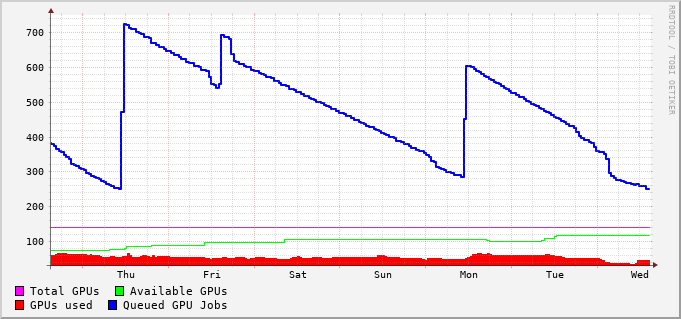 700
600
500
400
300
200
100
Thu Fri Sat Sun Mon Tue Wed
Total GPUs Available GPUs
GPUs used Queued GPU Jobs
RRDTOOL / TOBI OETIKER